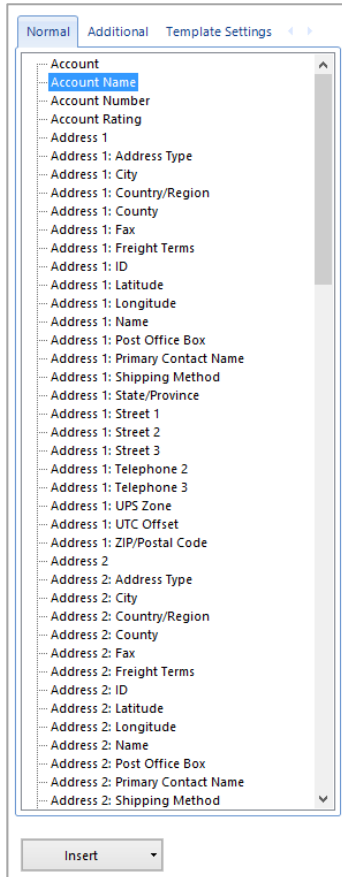 Normal Additional Template Settings
Account
Account Name
Account Number
Account Rating
Address 1
Address 1: Address Type
Address 1: City
Address 1: Country/Region
Address 1: County
Address 1: Fax
Address 1: Freight Terms
Address 1: ID
Address 1: Latitude
Address 1: Longitude
Address 1: Name
Address 1: Post Office Box
Address 1: Primary Contact Name
Address 1: Shipping Method
Address 1: State/Province
Address 1: Street 1
Address 1: Street 2
Address 1: Street 3
Address 1: Telephone 2
Address 1: Telephone 3
Address 1: UPS Zone
Address 1: UTC Offset
Address 1: ZIP/Postal Code
Address 2
Address 2: Address Type
Address 2: City
Address 2: Country/Region
Address 2: County
Address 2: Fax
Address 2: Freight Terms
Address 2: ID
Address 2: Latitude
Address 2: Longitude
Address 2: Name
Address 2: Post Office Box
Address 2: Primary Contact Name
Address 2: Shipping Method
Insert